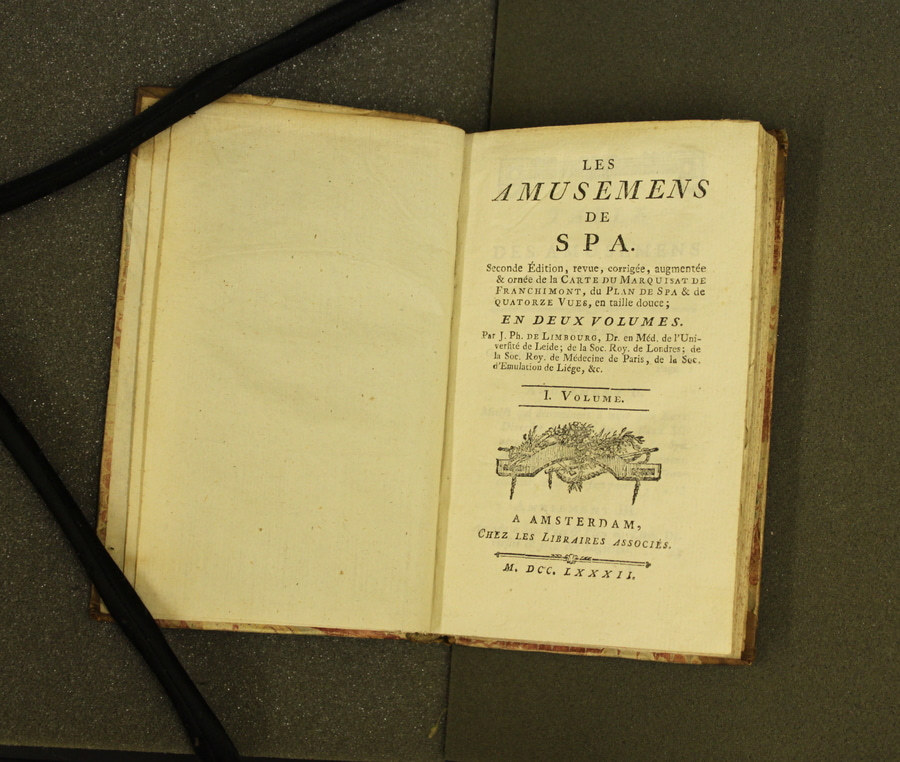 LES
AMUSEMENS
DE
SPA.
Seconde Édition, revue, corrigée, augmentée
& ornée de la CARTE DU MARQUISAT DE
FRANCHIMONT, du PLAN DE SPA & de
QUATORZE VUES, en taille douce;
EN DEUX VOLUMES.
Par J. Ph. DE LIMBOURG, Dr. en Méd. de l'Uni-
verſité de Leide; de la Soc. Roy. de Londres; de
la Soc. Roy. de Médecine de Paris, de la Soc.
d'Emulation de Liége, &c.
I. VOLUME.
A AMSTERDAM,
CHEZ LES LIBRAIRES ASSOCIÉS.
M. DCC. LXXXII.